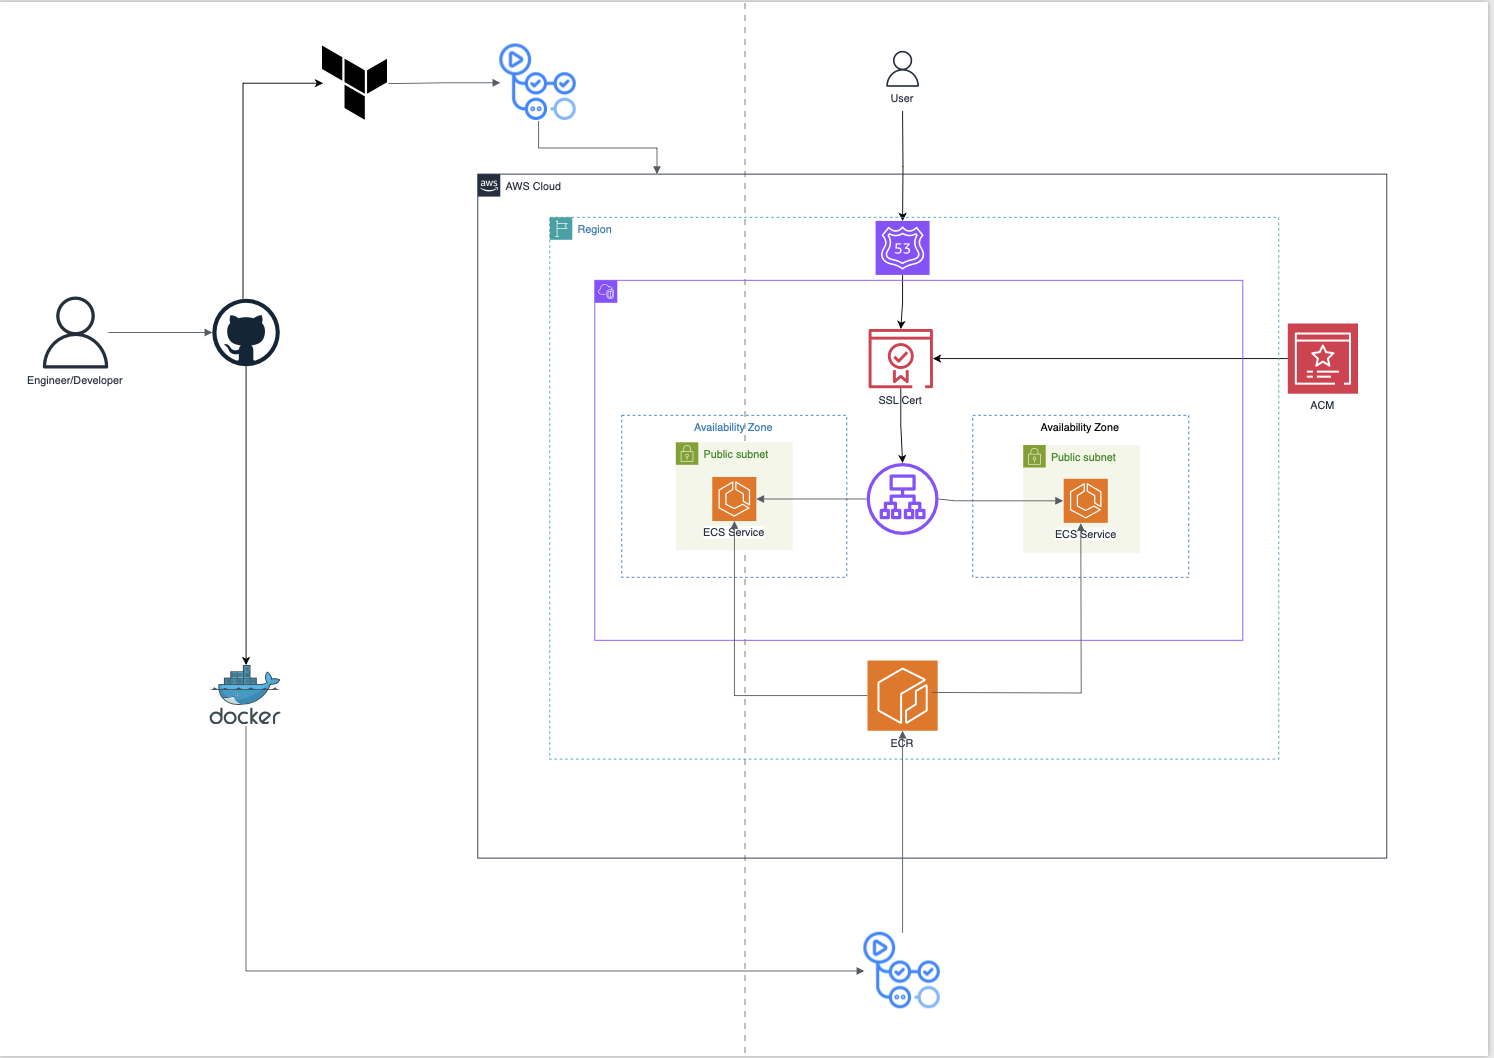 User
aws
AWS Cloud
Region
53
Engineer/Developer
SSL Cert
ACM
Availability Zone
Availability Zone
Public subnet
Public subnet
ECS Service
ECS Service
docker
ECR